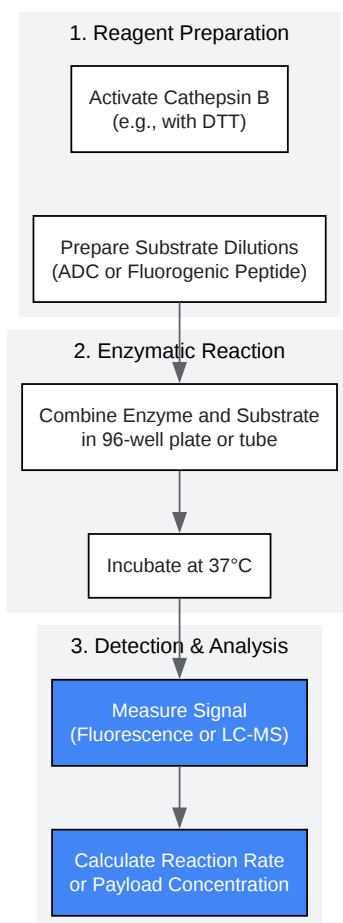 1. Reagent Preparation
Activate Cathepsin B
(e.g., with DTT)
Prepare Substrate Dilutions
(ADC or Fluorogenic Peptide)
2. Enzymatic Reaction
Combine Enzyme and Substrate
in 96-well plate or tube
Incubate at 37°C
3. Detection & Analysis
Measure Signal
(Fluorescence or LC-MS)
Calculate Reaction Rate
or Payload Concentration